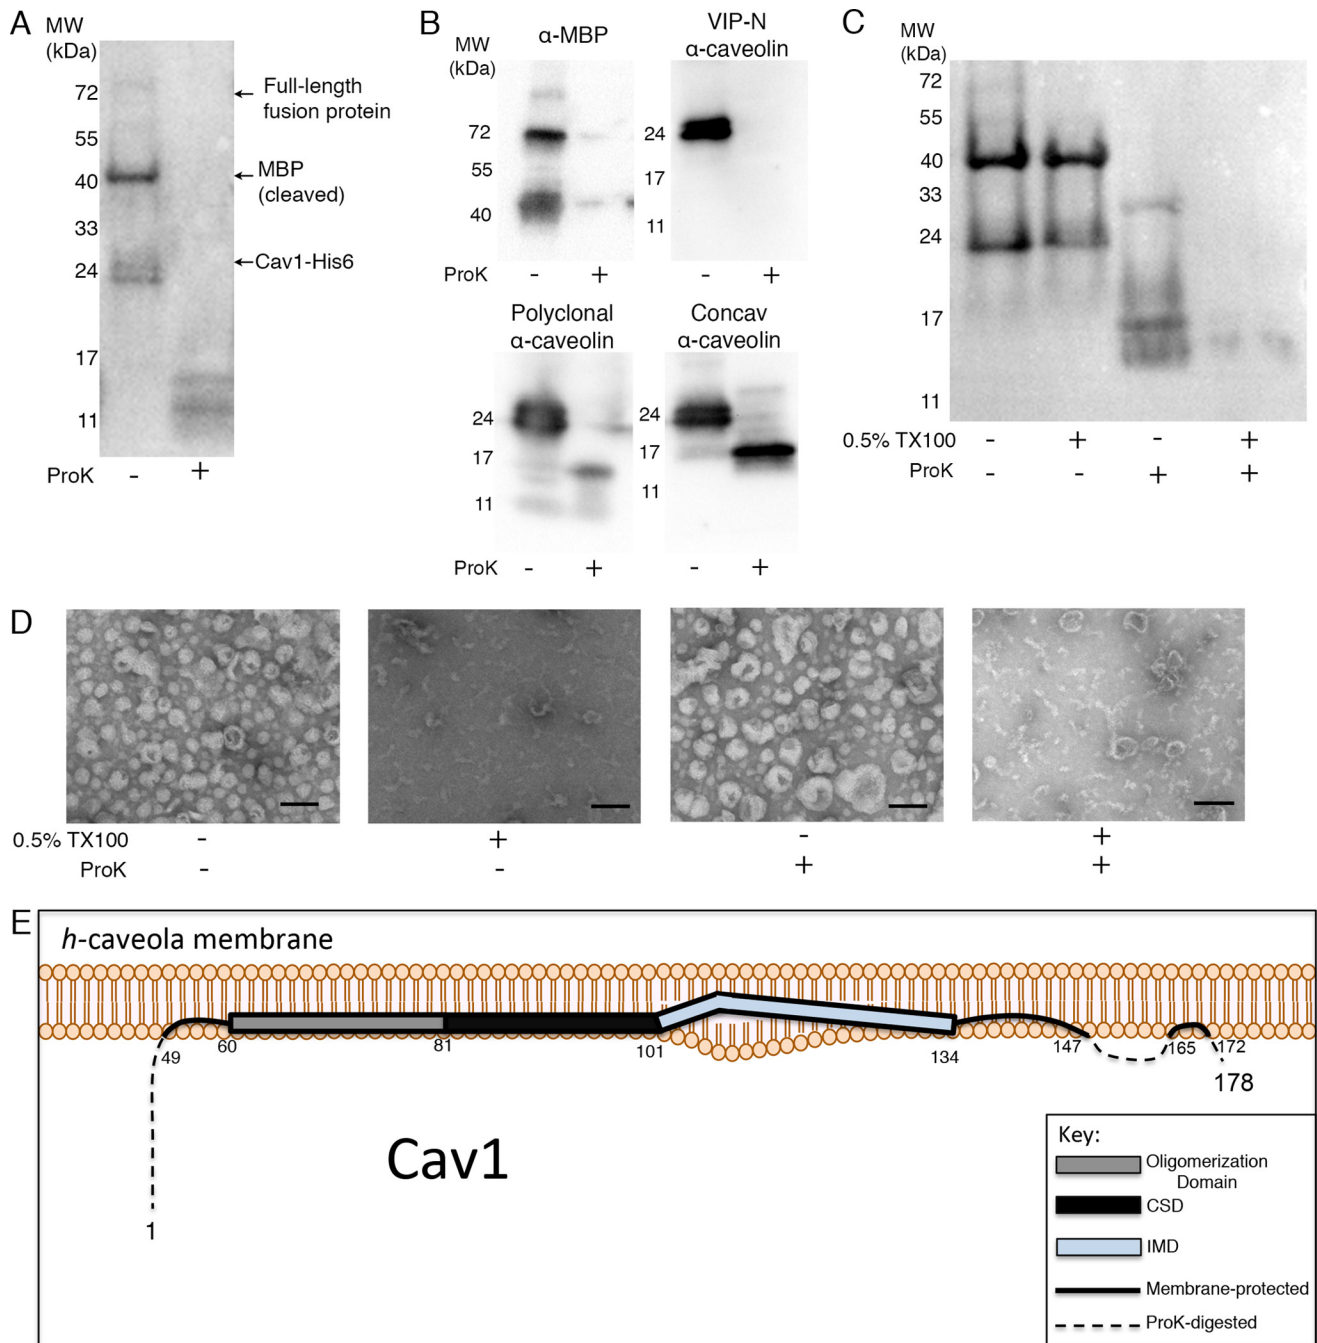 A
MW
(kDa)
72
55
40
33
24
17
11
Full-length
fusion protein
MBP
(cleaved)
Cav1-His6
ProK - +
B
α-MBP
MW
(kDa)
72
55
40
ProK - +
VIP-N
α-caveolin
24
17
11
- +
Polyclonal
α-caveolin
24
17
11
ProK - +
Concav
α-caveolin
24
17
11
- +
C
MW
(kDa)
72
55
40
33
24
17
11
0.5% TX100 - + - +
ProK - - + +
D
0.5% TX100 - + - +
ProK - - + +
E
h-caveola membrane
49 60 81 101 134 147 165 172
178
1
Cav1
Key:
Oligomerization
Domain
CSD
IMD
Membrane-protected
ProK-digested